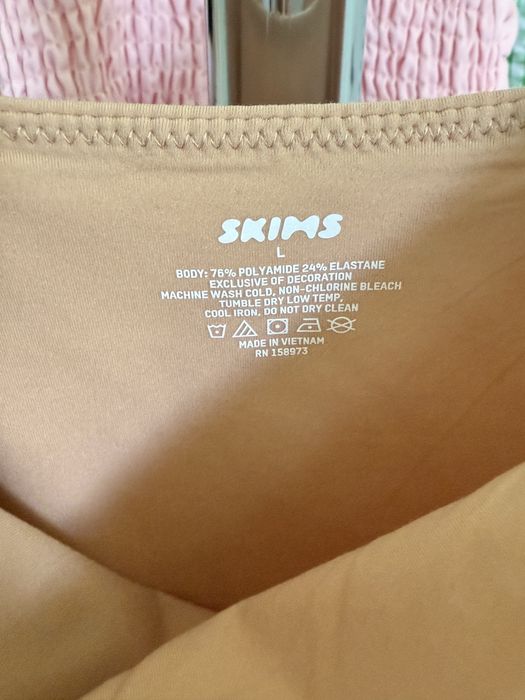 SKIMS
L
BODY: 76% POLYAMIDE 24% ELASTANE
EXCLUSIVE OF DECORATION
MACHINE WASH COLD, NON-CHLORINE BLEACH
TUMBLE DRY LOW TEMP,
COOL IRON, DO NOT DRY CLEAN
MADE IN VIETNAM
RN 158973